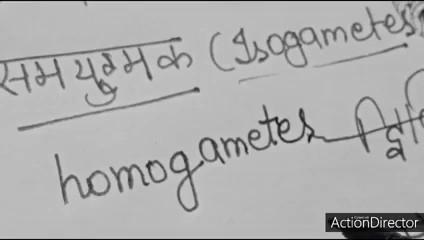 समयुग्मक (Isogametes
homogametes
ActionDirector